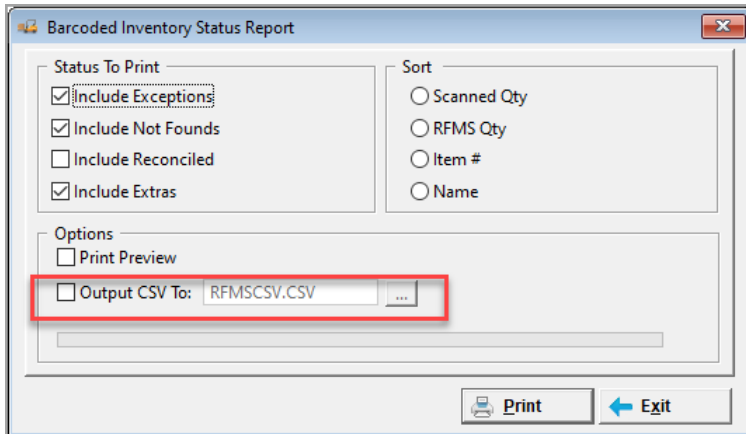 Barcoded Inventory Status Report
Status To Print
Include Exceptions
Include Not Founds
Include Reconciled
Include Extras
Sort
Scanned Qty
RFMS Qty
Item #
Name
Options
Print Preview
Output CSV To: RFMSCSV.CSV ...
Print Exit